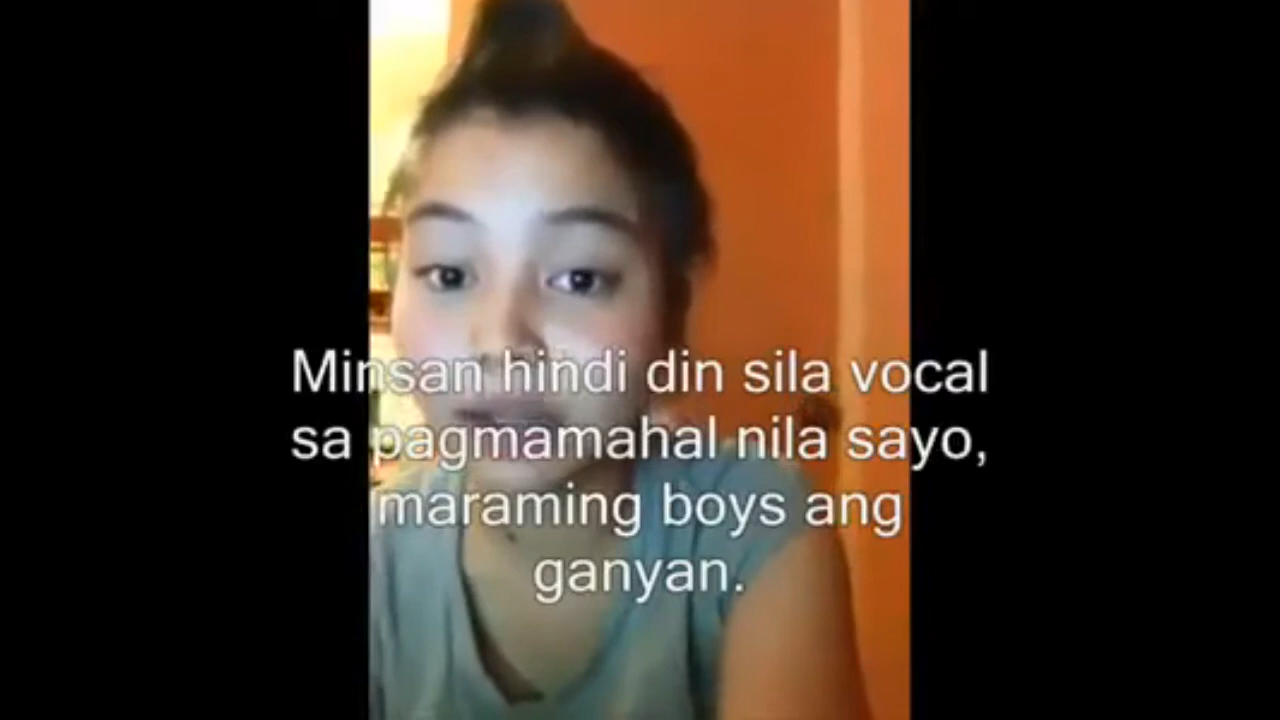 Minsan hindi din sila vocal
sa pagmamahal nila sayo,
maraming boys ang
ganyan.